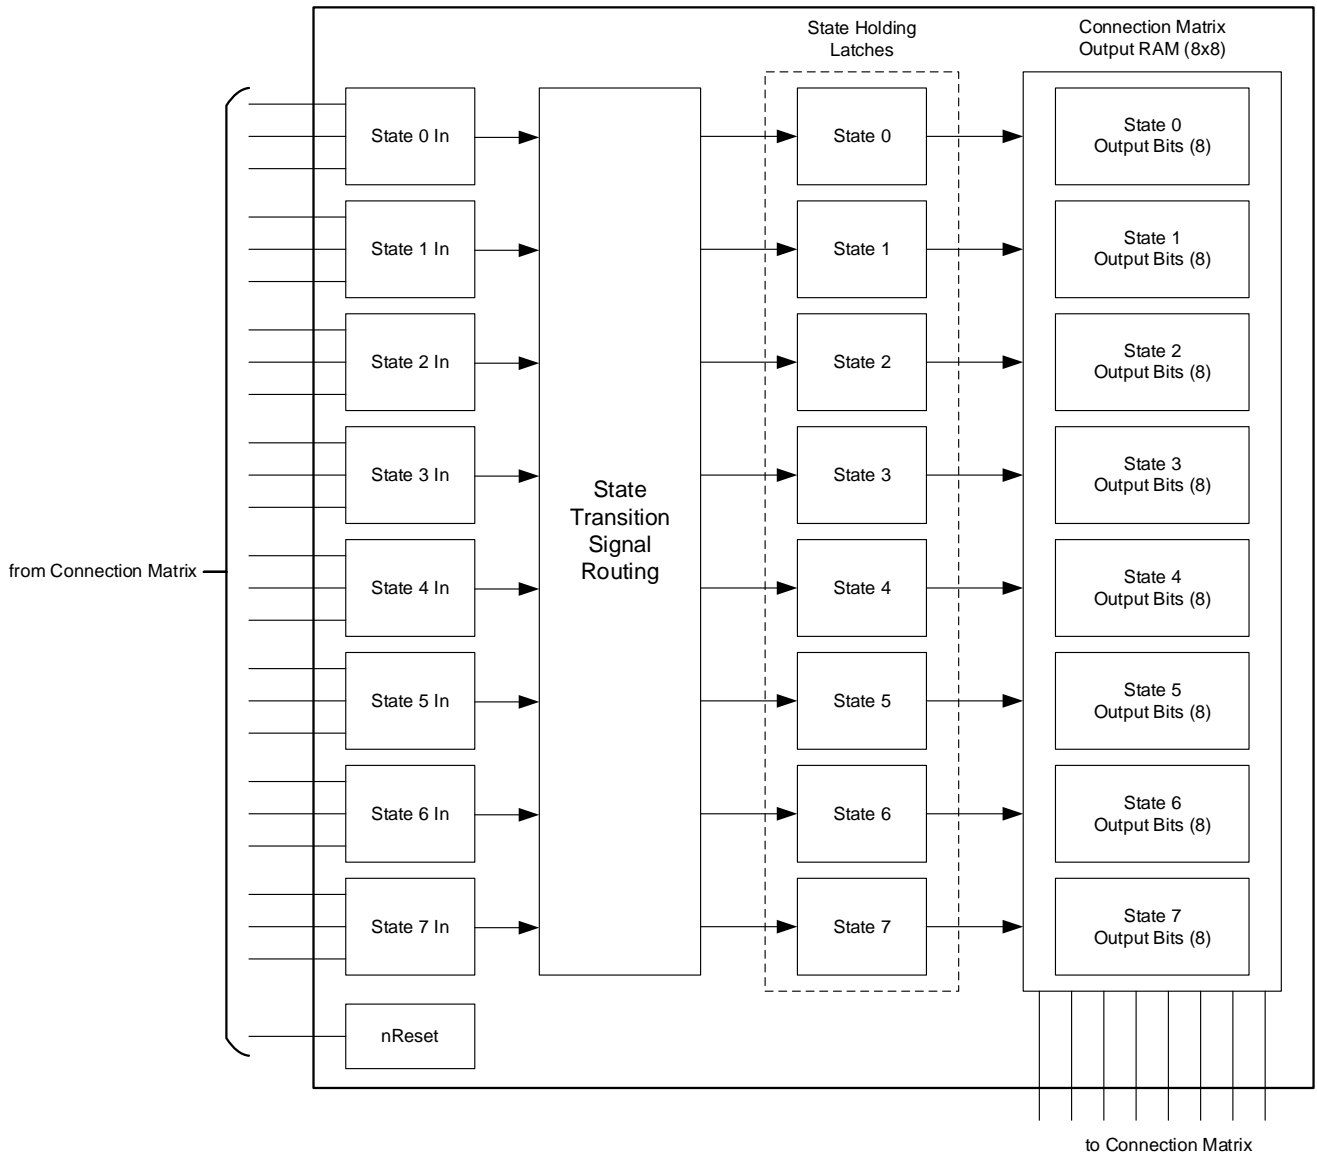 State Holding
Latches
Connection Matrix
Output RAM (8x8)
State 0 In
State 0
State 0
Output Bits (8)
State 1 In
State 1
State 1
Output Bits (8)
State 2 In
State 2
State 2
Output Bits (8)
State 3 In
State 3
State 3
Output Bits (8)
State
Transition
Signal
Routing
from Connection Matrix
State 4 In
State 4
State 4
Output Bits (8)
State 5 In
State 5
State 5
Output Bits (8)
State 6 In
State 6
State 6
Output Bits (8)
State 7 In
State 7
State 7
Output Bits (8)
nReset
to Connection Matrix